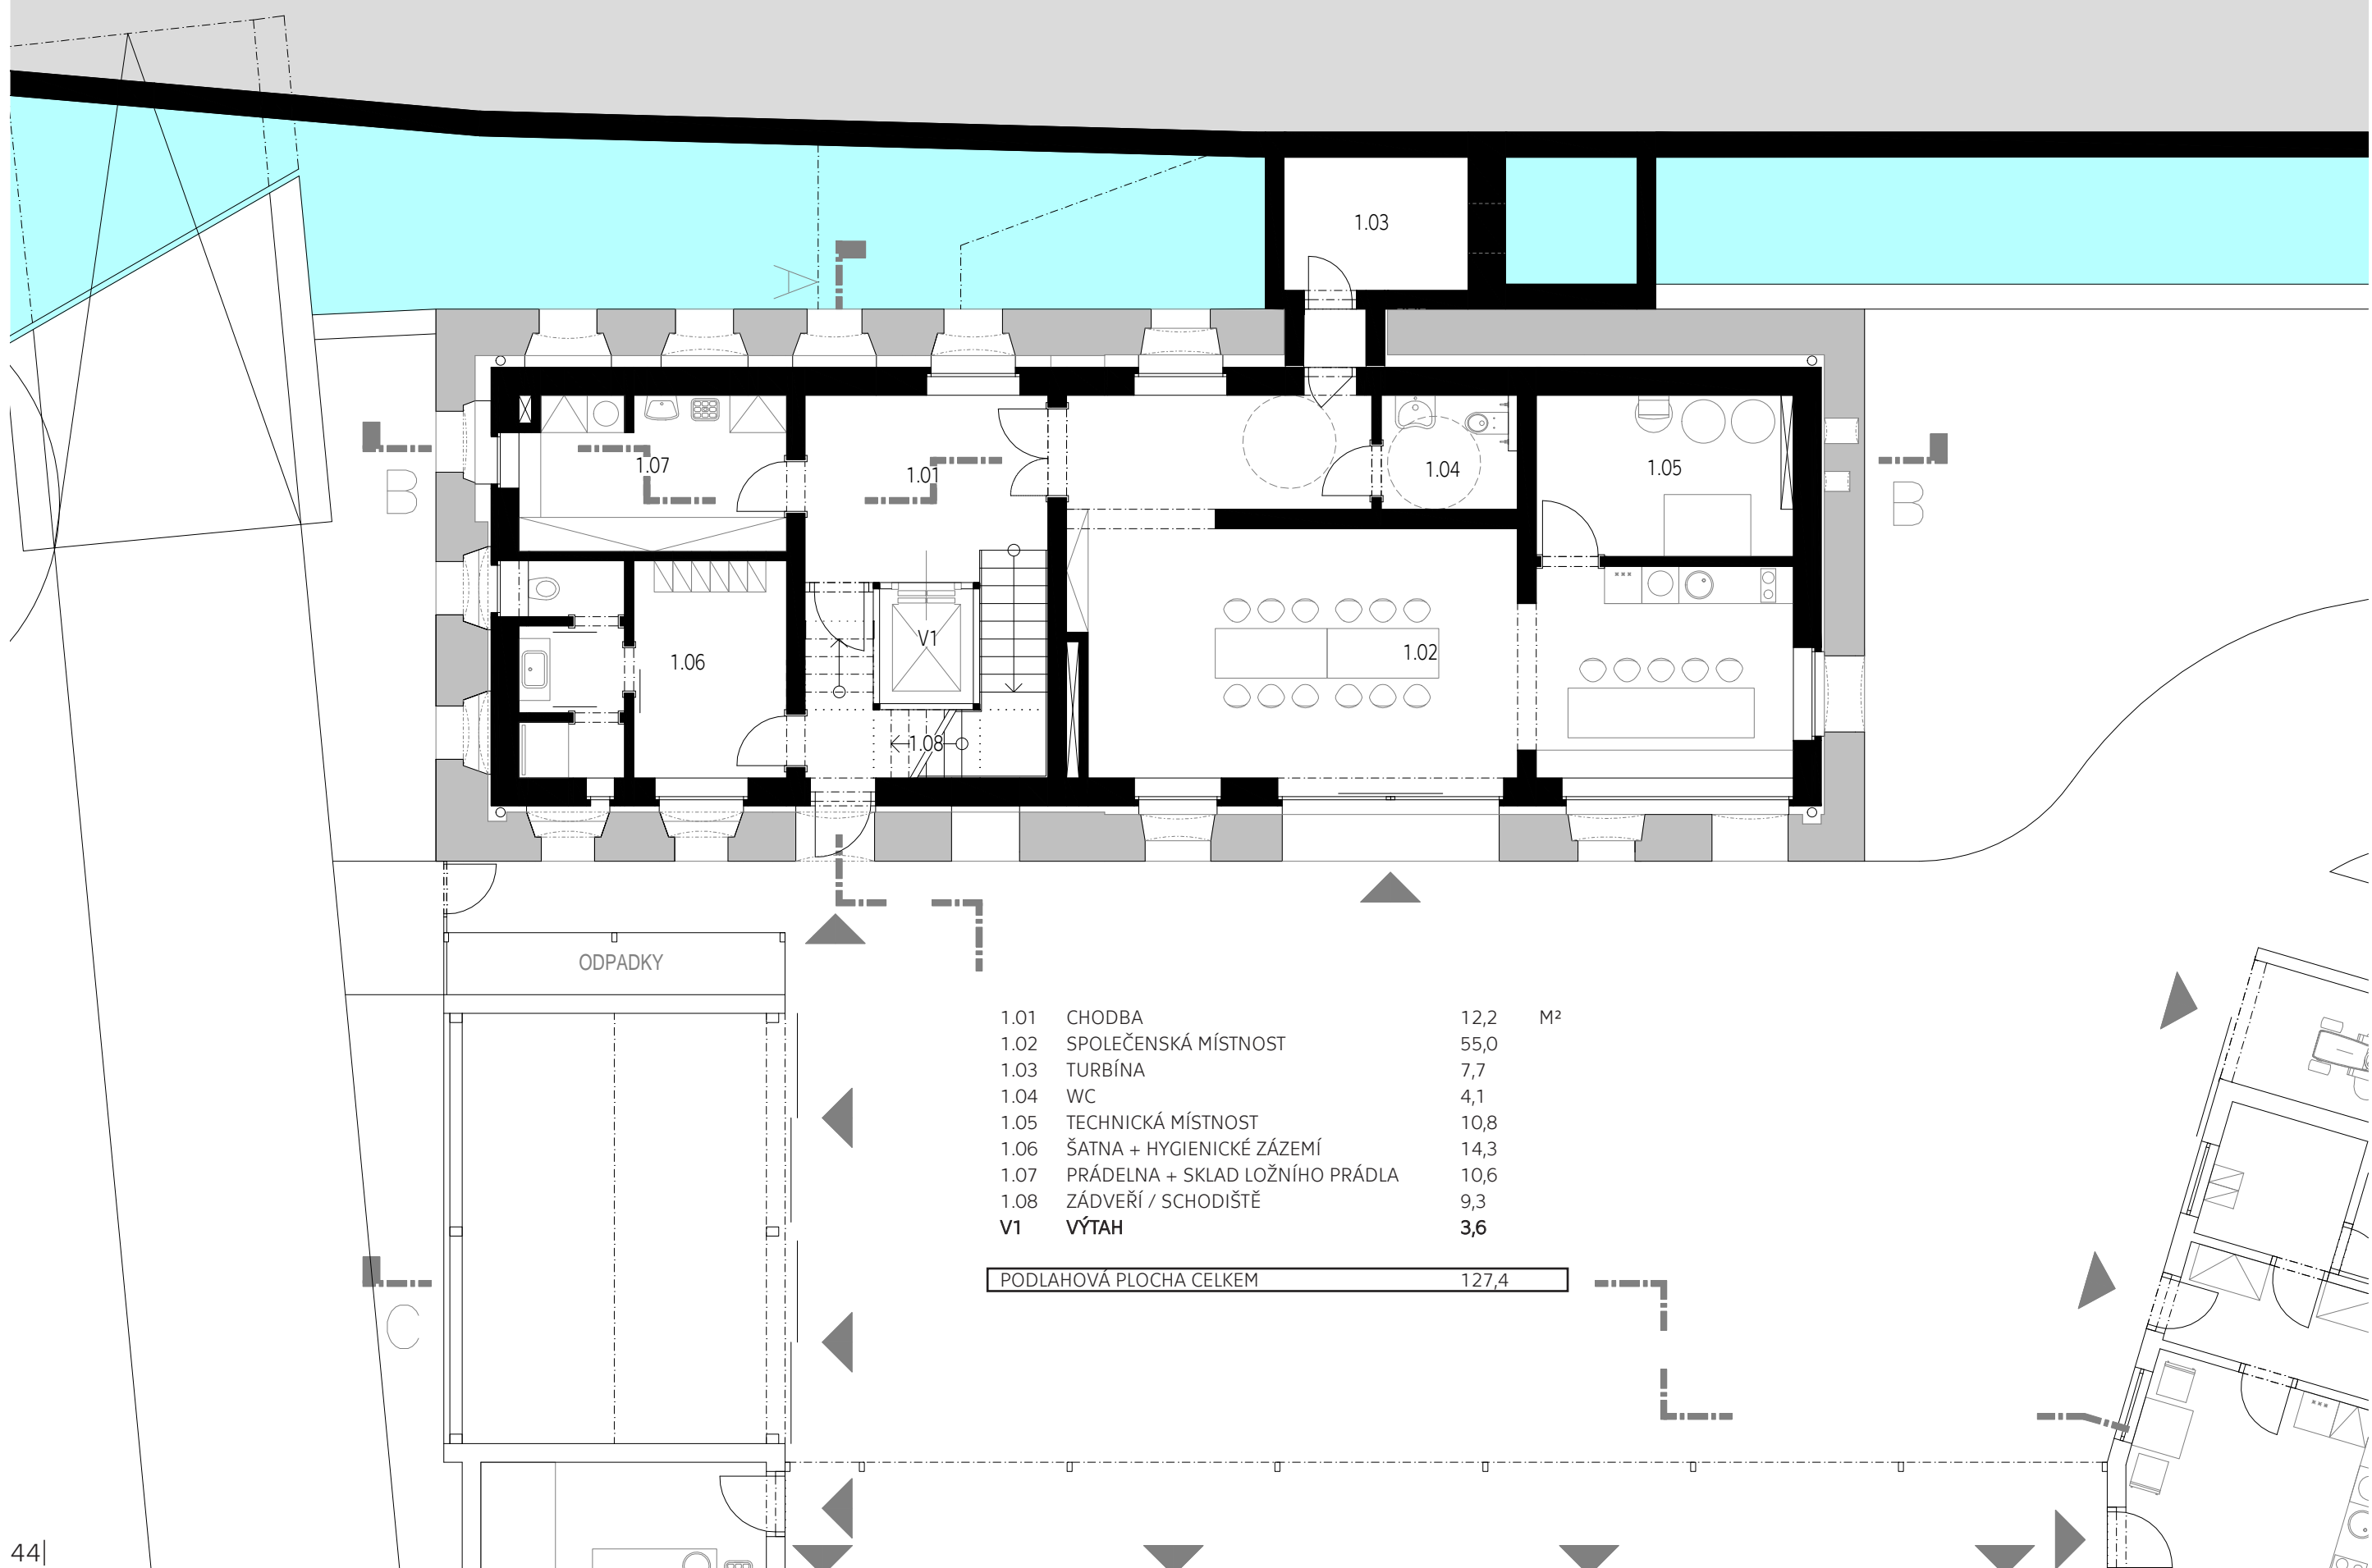 1.03
A
1.07
1.01
1.04
1.05
B
B
V1
1.06
1.02
1.08
ODPADKY
1.01 CHODBA 12,2 M²
1.02 SPOLEČENSKÁ MÍSTNOST 55,0
1.03 TURBÍNA 7,7
1.04 WC 4,1
1.05 TECHNICKÁ MÍSTNOST 10,8
1.06 ŠATNA + HYGIENICKÉ ZÁZEMÍ 14,3
1.07 PRÁDELNA + SKLAD LOŽNÍHO PRÁDLA 10,6
1.08 ZÁDVEŘÍ / SCHODIŠTĚ 9,3
V1 VÝTAH 3,6
PODLAHOVÁ PLOCHA CELKEM 127,4
C
44|